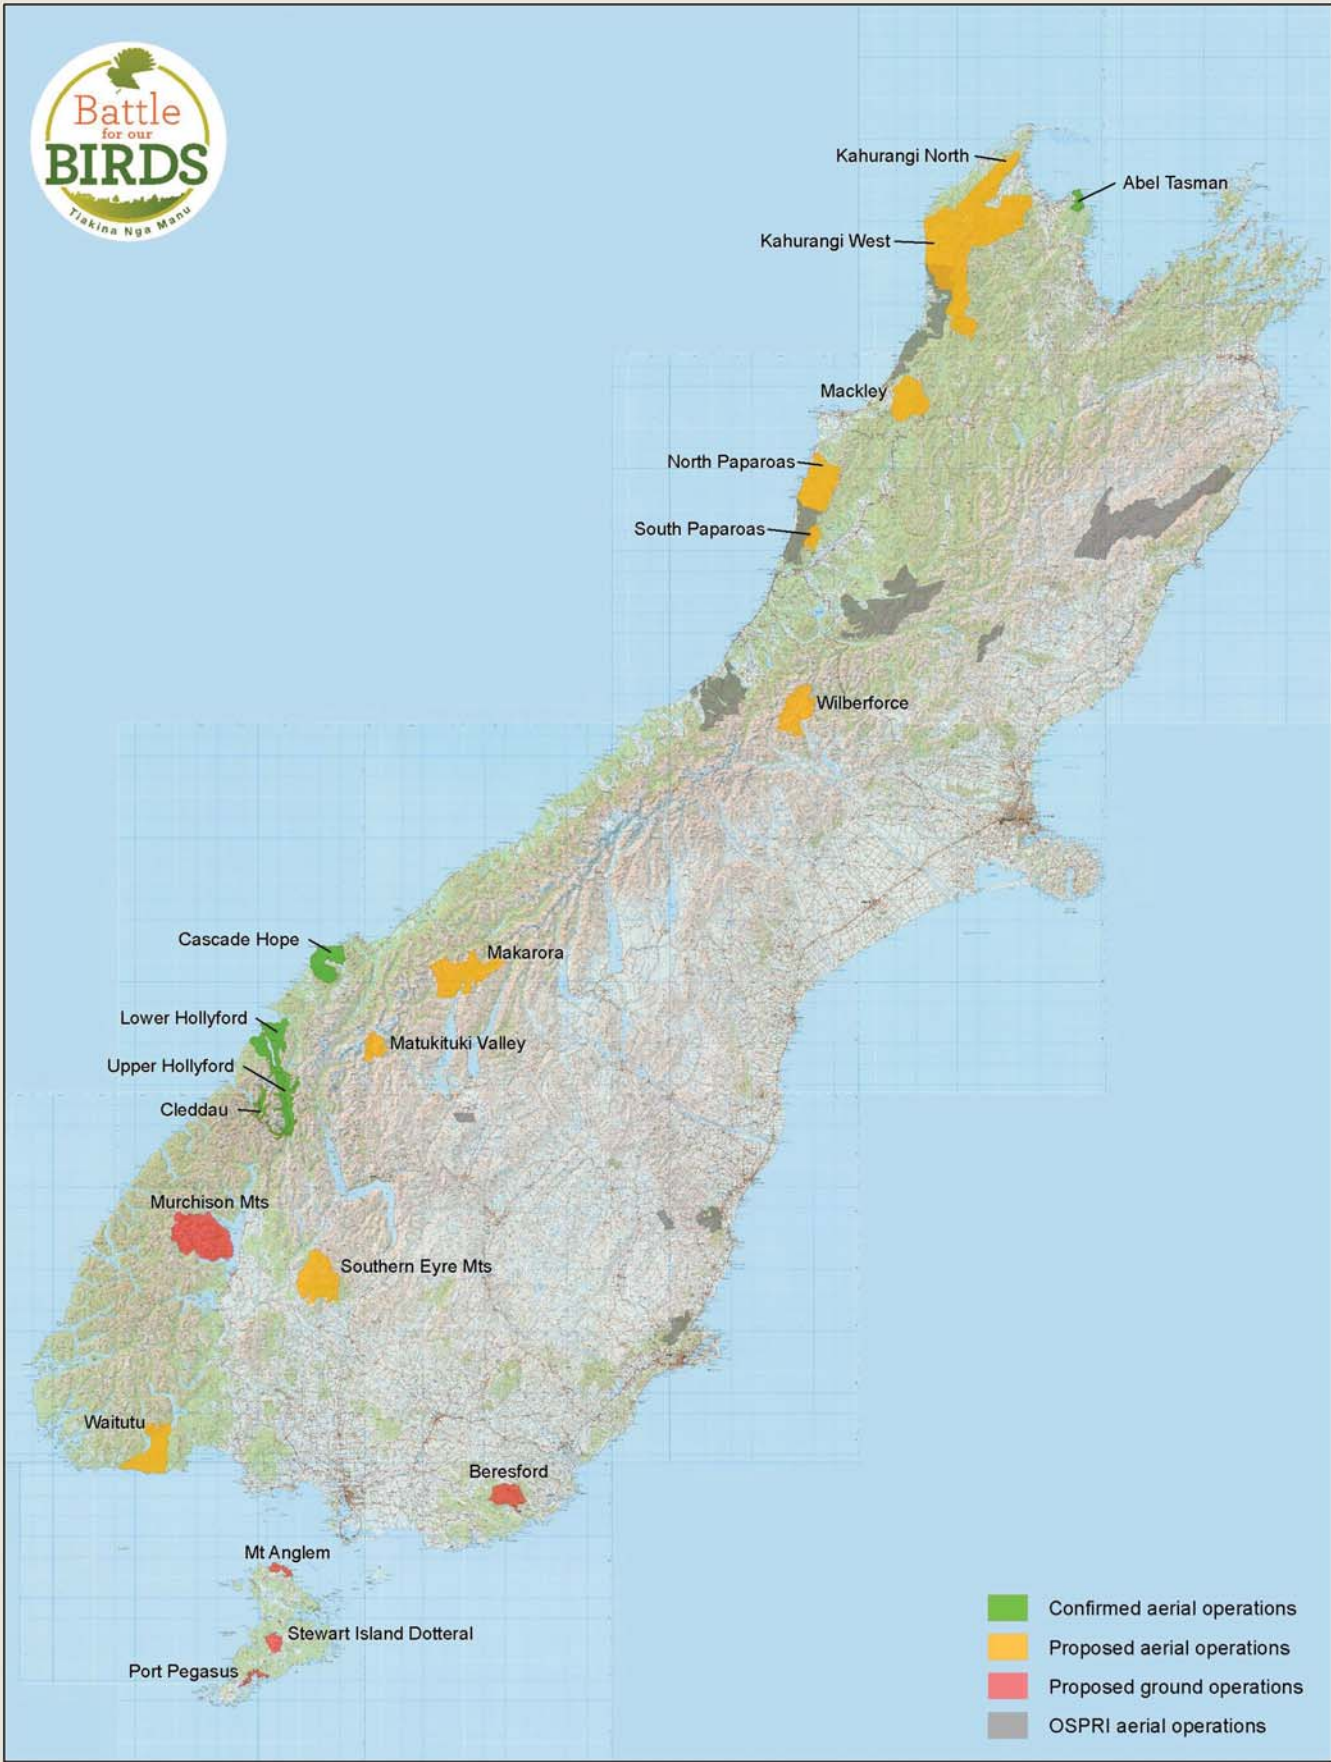 Battle
for our
BIRDS
Tiakina Nga Manu
Kahurangi North
Abel Tasman
Kahurangi West
Mackley
North Paparoas
South Paparoas
Wilberforce
Cascade Hope
Makarora
Lower Hollyford
Matukituki Valley
Upper Hollyford
Cleddau
Murchison Mts
Southern Eyre Mts
Waitutu
Beresford
Mt Anglem
Stewart Island Dotteral
Port Pegasus
Confirmed aerial operations
Proposed aerial operations
Proposed ground operations
OSPRI aerial operations